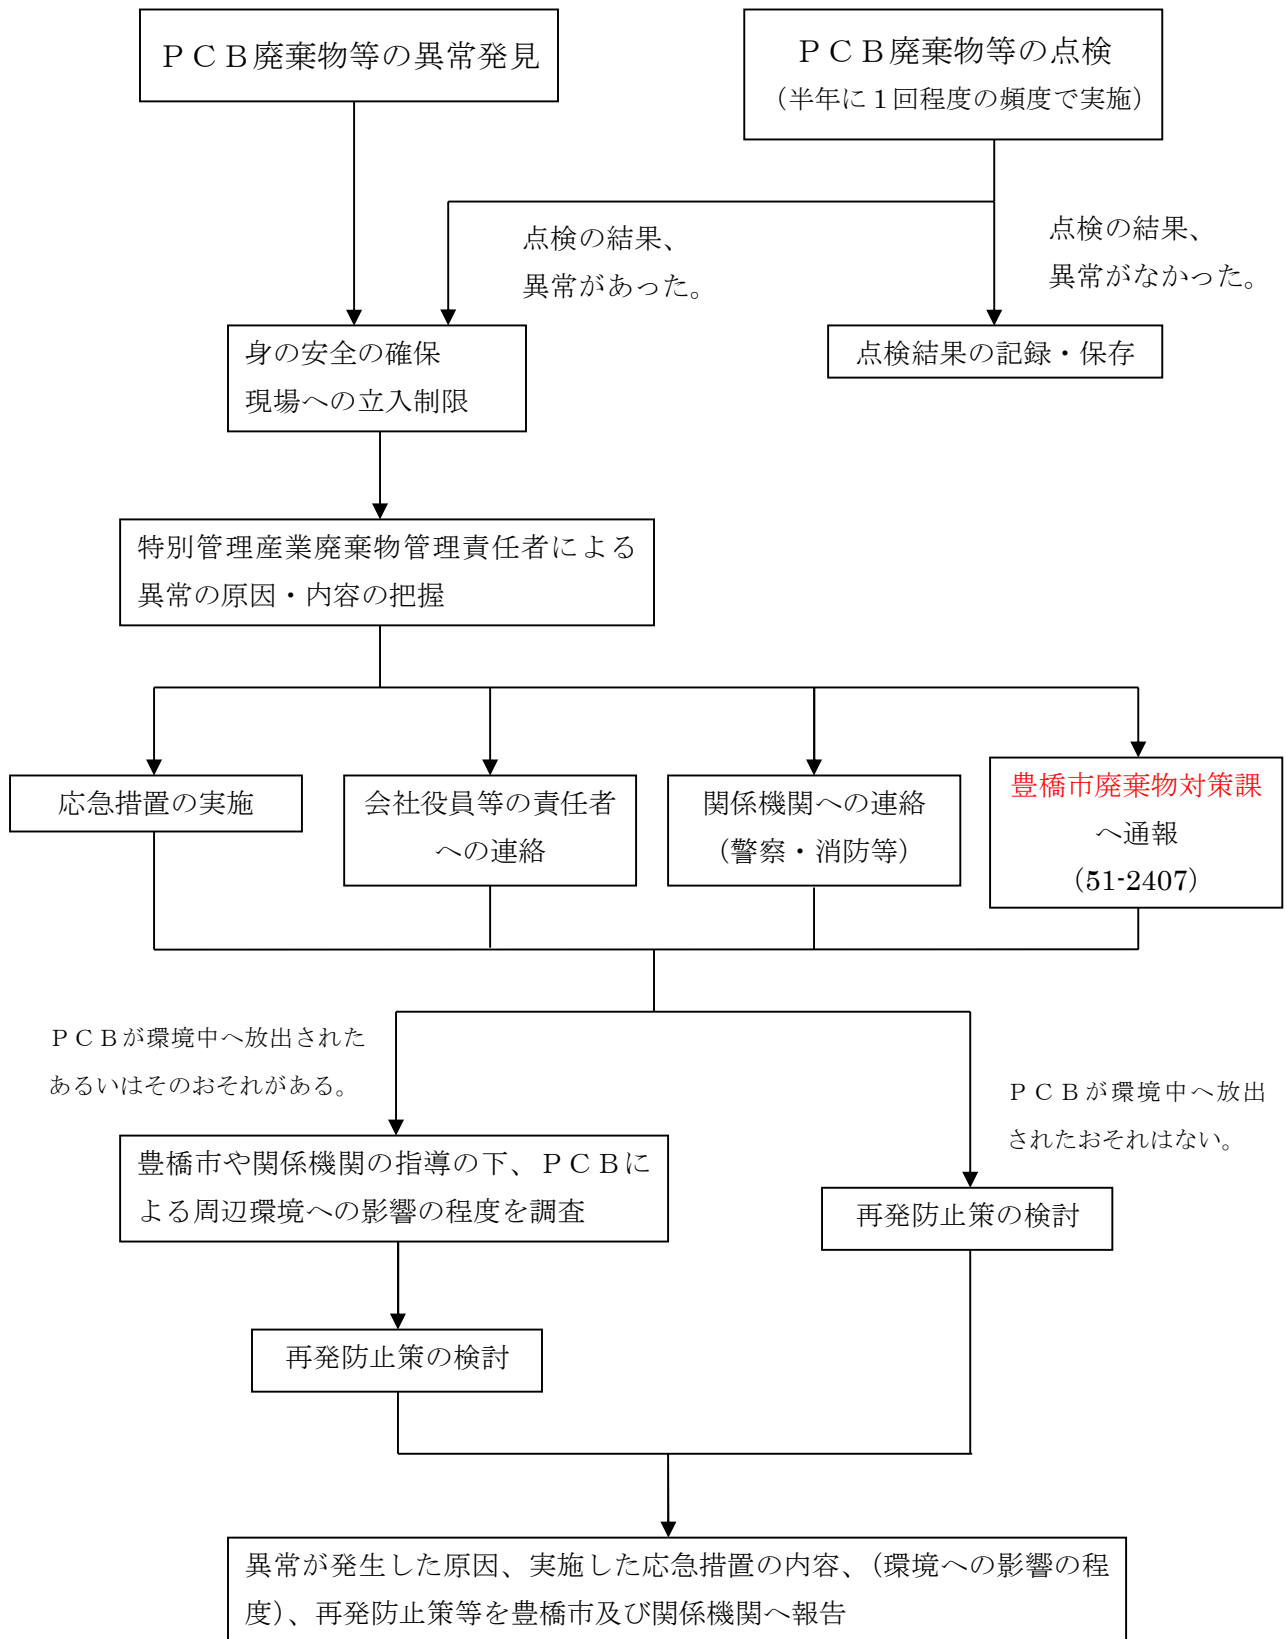 ＰＣＢ廃棄物等の異常発見
ＰＣＢ廃棄物等の点検
（半年に１回程度の頻度で実施）
点検の結果、
異常があった。
点検の結果、
異常がなかった。
身の安全の確保
現場への立入制限
点検結果の記録・保存
特別管理産業廃棄物管理責任者による
異常の原因・内容の把握
応急措置の実施
会社役員等の責任者
への連絡
関係機関への連絡
（警察・消防等）
豊橋市廃棄物対策課
へ通報
（51-2407）
ＰＣＢが環境中へ放出された
あるいはそのおそれがある。
ＰＣＢが環境中へ放出
されたおそれはない。
豊橋市や関係機関の指導の下、ＰＣＢに
よる周辺環境への影響の程度を調査
再発防止策の検討
再発防止策の検討
異常が発生した原因、実施した応急措置の内容、（環境への影響の程
度）、再発防止策等を豊橋市及び関係機関へ報告